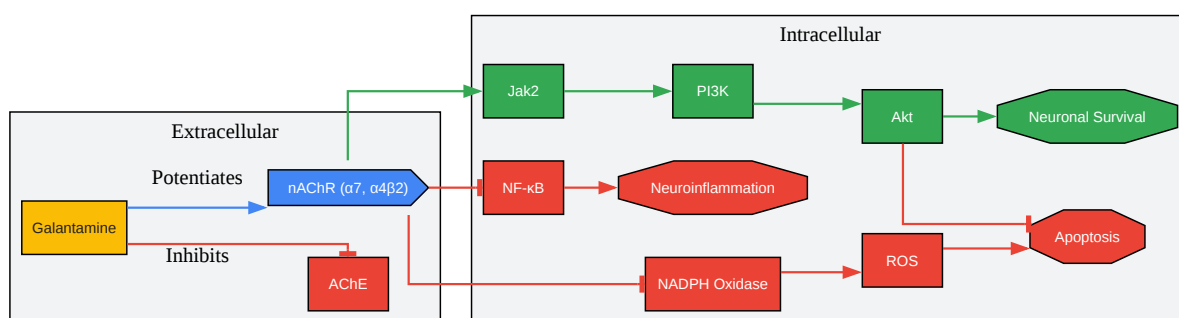 Intracellular
Jak2
PI3K
Akt
Neuronal Survival
Extracellular
Potentiates
nAChR (α7, α4β2)
NF-κB
Neuroinflammation
Galantamine
Inhibits
AChE
NADPH Oxidase
ROS
Apoptosis